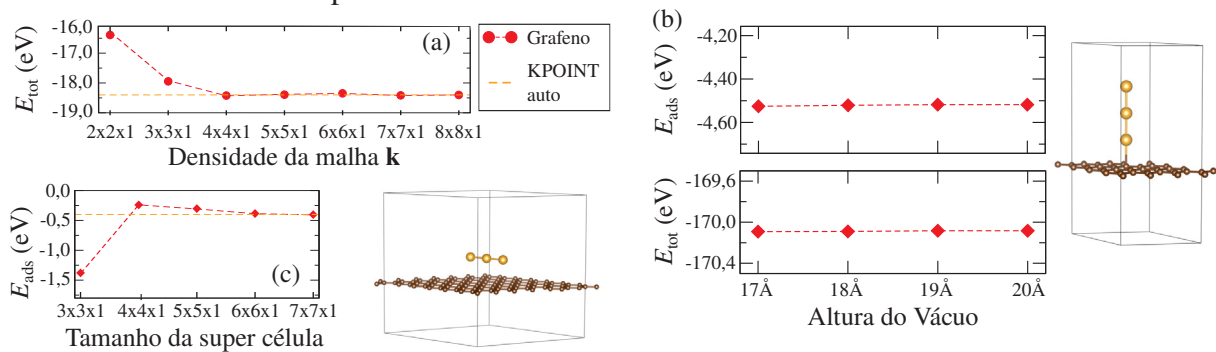 -16,0
-17,0
-18,0
-19,0
E_tot (eV)
(a)
2x2x1 3x3x1 4x4x1 5x5x1 6x6x1 7x7x1 8x8x1
Densidade da malha k
Grafeno
KPOINT
auto
0,0
-0,5
-1,0
-1,5
E_ads (eV)
(c)
3x3x1 4x4x1 5x5x1 6x6x1 7x7x1
Tamanho da super célula
(b)
-4,20
-4,50
-4,60
E_ads (eV)
-169,6
-170,0
-170,4
E_tot (eV)
17Å 18Å 19Å 20Å
Altura do Vácuo